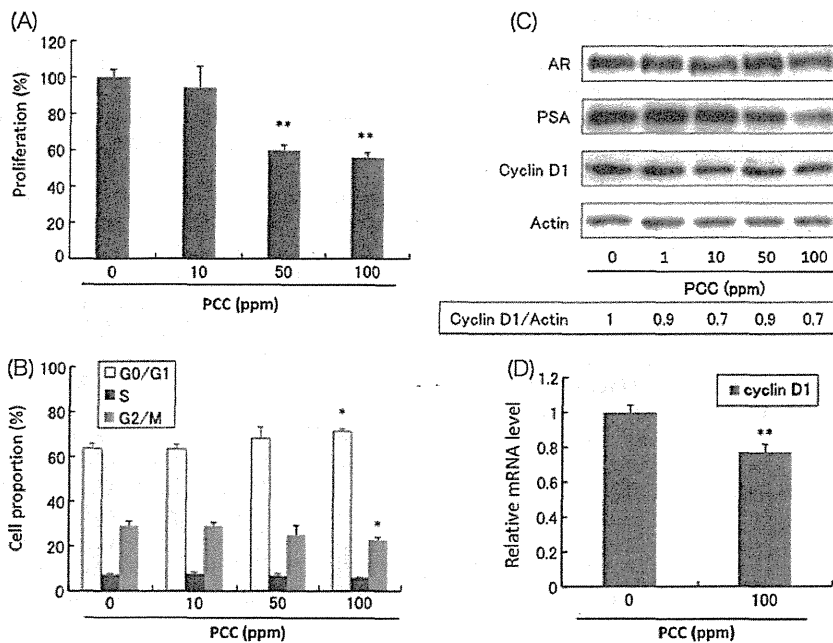 (A)
Proliferation (%)
120
100
80
60
40
20
0
** **
0 10 50 100
PCC (ppm)
(B)
G0/G1
S
G2/M
Cell proportion (%)
100
80
60
40
20
0
*
*
0 10 50 100
PCC (ppm)
(C)
AR
PSA
Cyclin D1
Actin
0 1 10 50 100
PCC (ppm)
Cyclin D1/Actin 1 0.9 0.7 0.9 0.7
(D)
cyclin D1
Relative mRNA level
1.2
1
0.8
0.6
0.4
0.2
0
**
0 100
PCC (ppm)